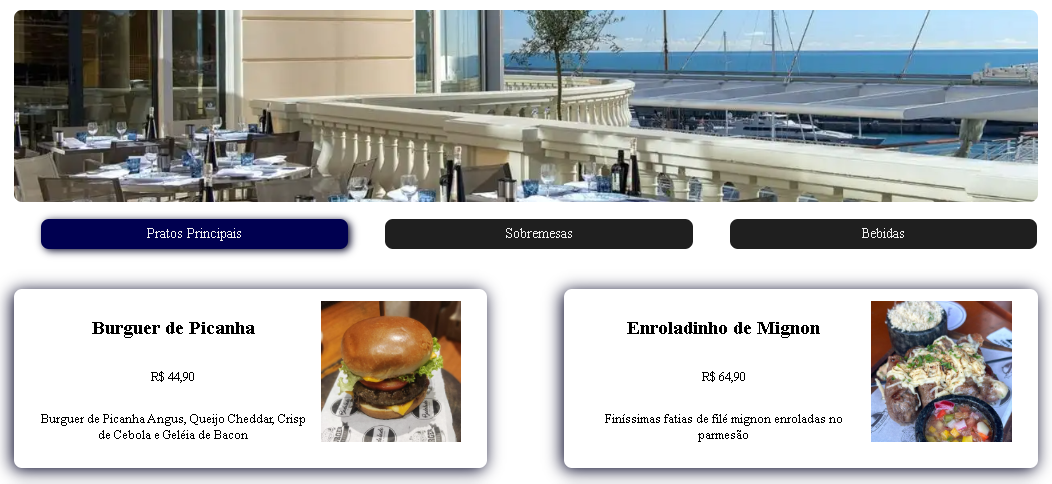 Pratos Principais
Sobremesas
Bebidas
Burguer de Picanha
R$ 44,90
Burguer de Picanha Angus, Queijo Cheddar, Crisp
de Cebola e Geléia de Bacon
Enroladinho de Mignon
R$ 64,90
Finíssimas fatias de filé mignon enroladas no
parmesão